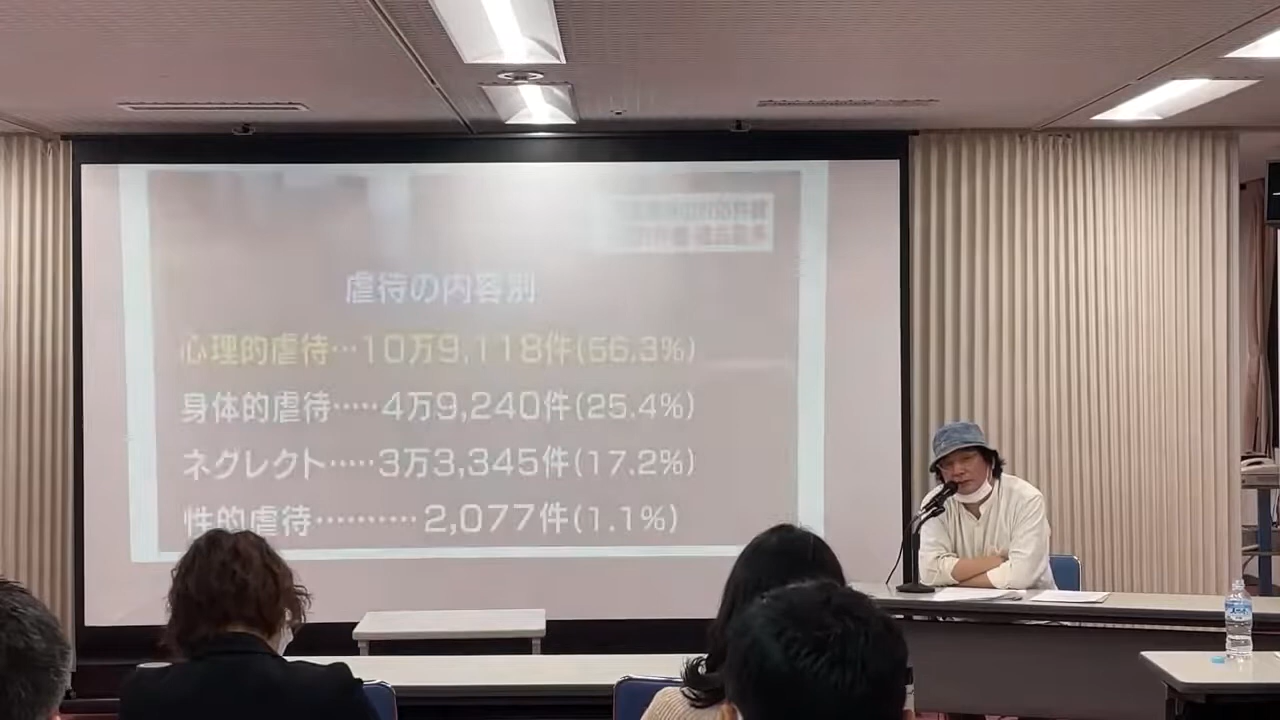 虐待の内容別
心理的虐待…10万9,118件(66.3%)
身体的虐待……4万9,240件(25.4%)
ネグレクト……3万3,345件(17.2%)
性的虐待…………2,077件(1.1%)